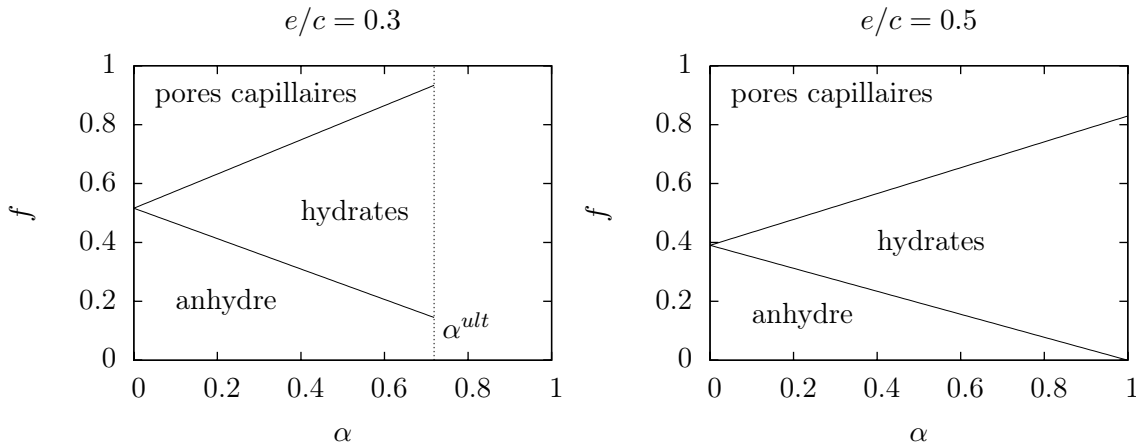 e/c = 0.3
1
0.8
0.6
0.4
0.2
0
f
pores capillaires
hydrates
anhydre
α^{ult}
0 0.2 0.4 0.6 0.8 1
α
e/c = 0.5
1
0.8
0.6
0.4
0.2
0
f
pores capillaires
hydrates
anhydre
0 0.2 0.4 0.6 0.8 1
α